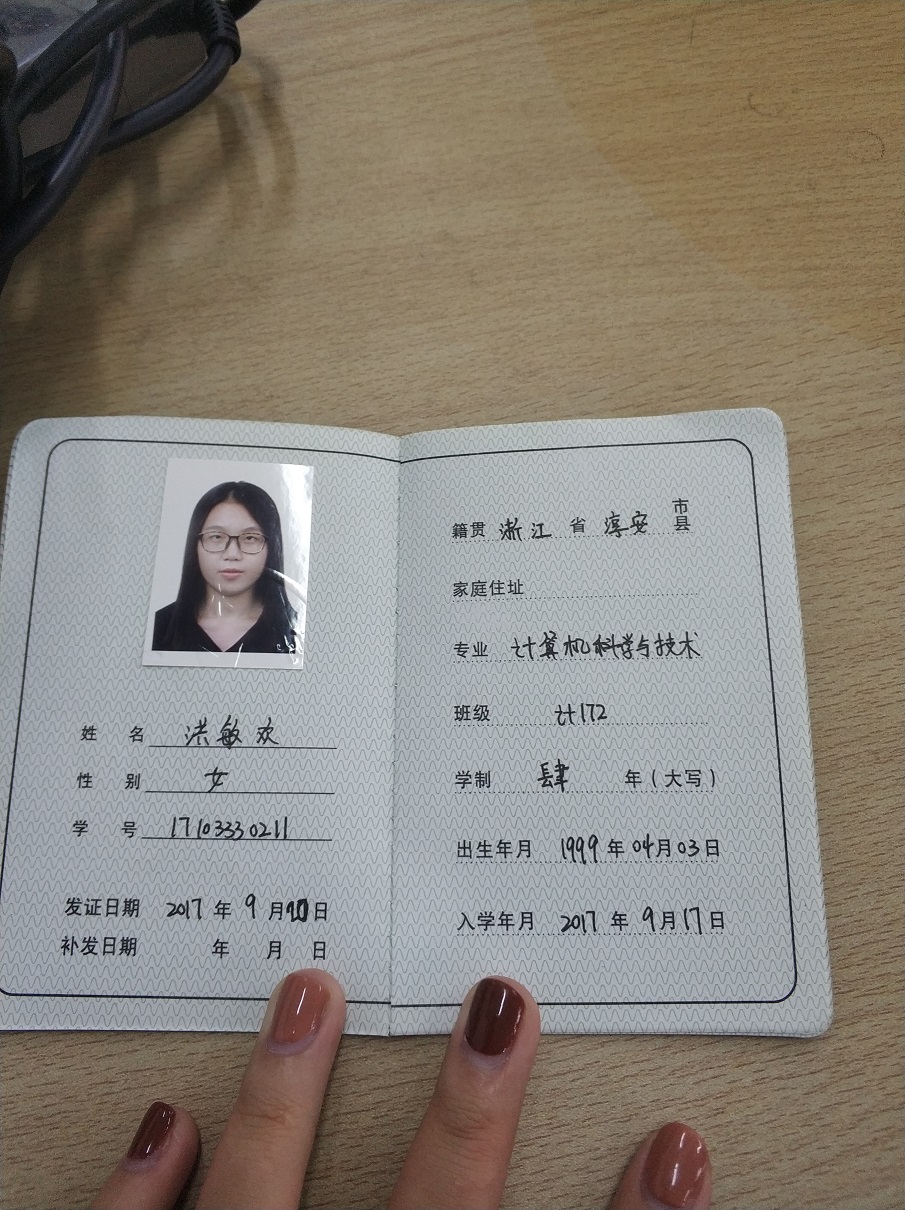 姓 名 洪敏欢
性 别 女
学 号 17103330211
发证日期 2017 年 9 月 日
补发日期 年 月 日
籍贯 浙江 省 淳安 市县
家庭住址
专业 计算机科学与技术
班级 计172
学制 肆 年（大写）
出生年月 1999 年 04 月 03 日
入学年月 2017 年 9 月 17 日